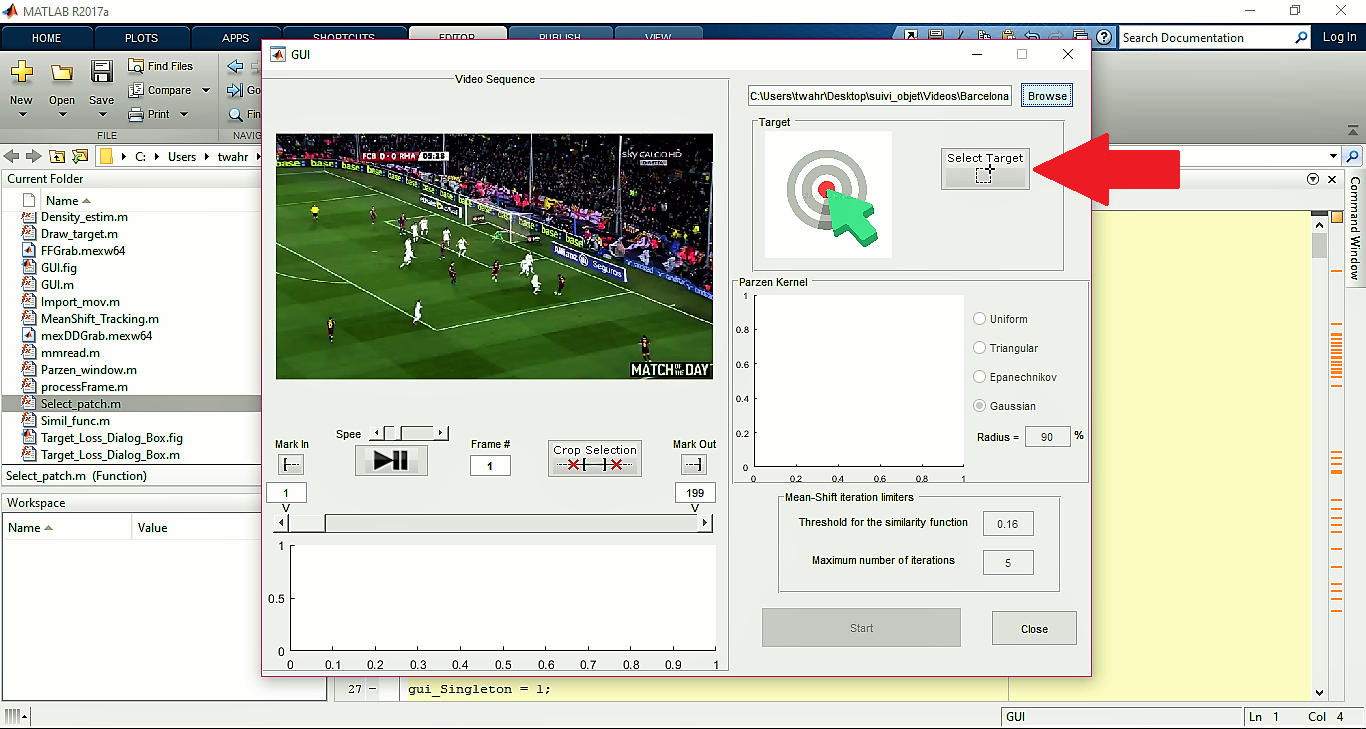 MATLAB R2017a
HOME
PLOTS
APPS
SHORTCUTS
EDITOR
PUBLISH
VIEW
Search Documentation
Log In
New
Open
Save
Find Files
Compare
Print
Go
Fin
FILE
NAVIG
C:
Users
twahr
Current Folder
Name
Density_estim.m
Draw_target.m
FFGrab.mexw64
GUI.fig
GUI.m
Import_mov.m
MeanShift_Tracking.m
mexDDGrab.mexw64
mmread.m
Parzen_window.m
processFrame.m
Select_patch.m
Simil_func.m
Target_Loss_Dialog_Box.fig
Target_Loss_Dialog_Box.m
Select_patch.m (Function)
Workspace
Name
Value
GUI
Video Sequence
FCB 0-0 RMA 05:18
sky CALCIO HD
Seguros
MATCH OF THE DAY
Spee
Mark In
Frame #
1
Crop Selection
Mark Out
1
199
V
V
1
0.5
0
0 0.1 0.2 0.3 0.4 0.5 0.6 0.7 0.8 0.9 1
C:\Users\twahr\Desktop\suivi_objet\Videos\Barcelona
Browse
Target
Select Target
Parzen Kernel
1
0.8
0.6
0.4
0.2
0
0 0.2 0.4 0.6 0.8 1
Uniform
Triangular
Epanechnikov
Gaussian
Radius = 90 %
Mean-Shift iteration limiters
Threshold for the similarity function 0.16
Maximum number of iterations 5
Start
Close
Command Window
27 – gui_Singleton = 1;
GUI
Ln 1 Col 4